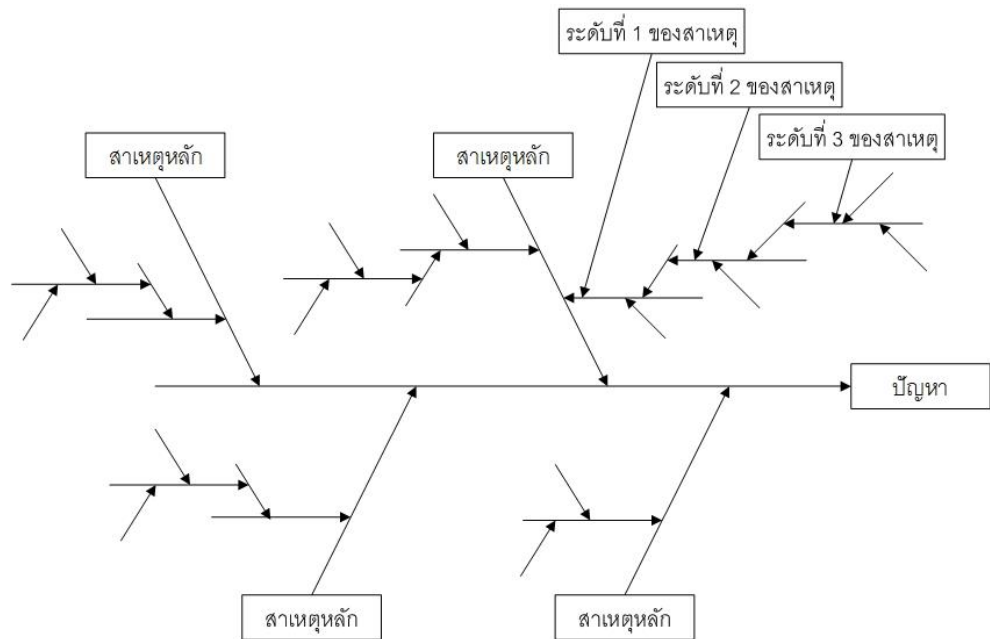 ระดับที่ 1 ของสาเหตุ
ระดับที่ 2 ของสาเหตุ
ระดับที่ 3 ของสาเหตุ
สาเหตุหลัก
สาเหตุหลัก
ปัญหา
สาเหตุหลัก
สาเหตุหลัก